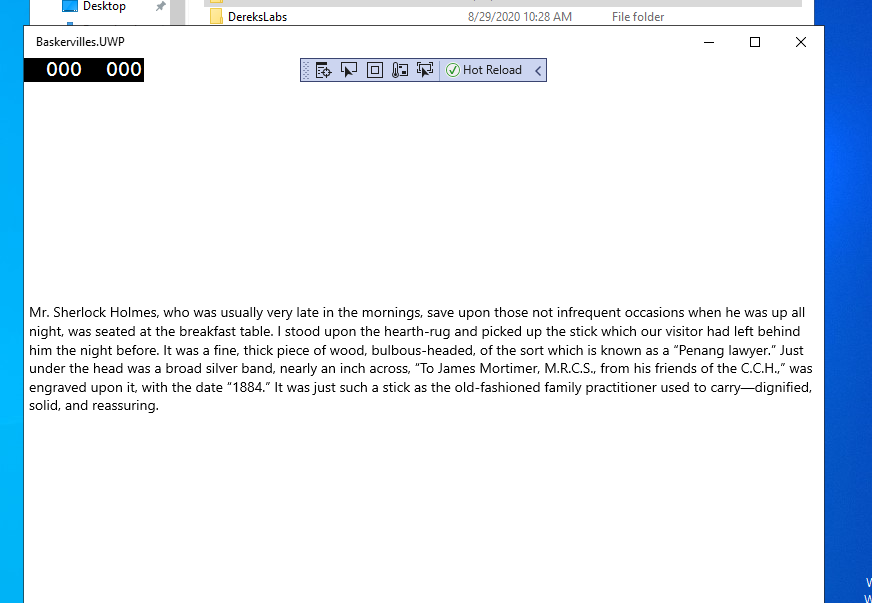 Desktop
DereksLabs 8/29/2020 10:28 AM File folder
Baskervilles.UWP
000 000 Hot Reload
Mr. Sherlock Holmes, who was usually very late in the mornings, save upon those not infrequent occasions when he was up all
night, was seated at the breakfast table. I stood upon the hearth-rug and picked up the stick which our visitor had left behind
him the night before. It was a fine, thick piece of wood, bulbous-headed, of the sort which is known as a “Penang lawyer.” Just
under the head was a broad silver band, nearly an inch across, “To James Mortimer, M.R.C.S., from his friends of the C.C.H.,” was
engraved upon it, with the date “1884.” It was just such a stick as the old-fashioned family practitioner used to carry—dignified,
solid, and reassuring.